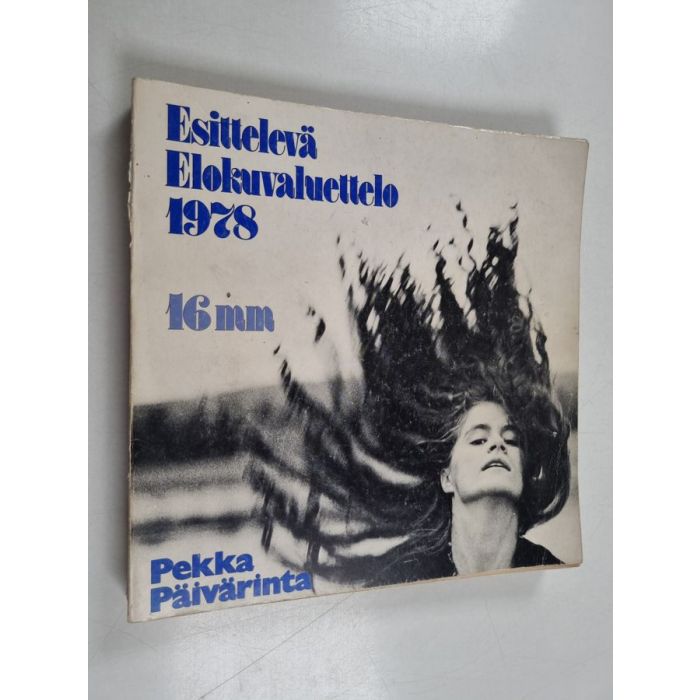 Esittelevä
Elokuvaluettelo
1978
16 mm
Pekka
Päivärinta